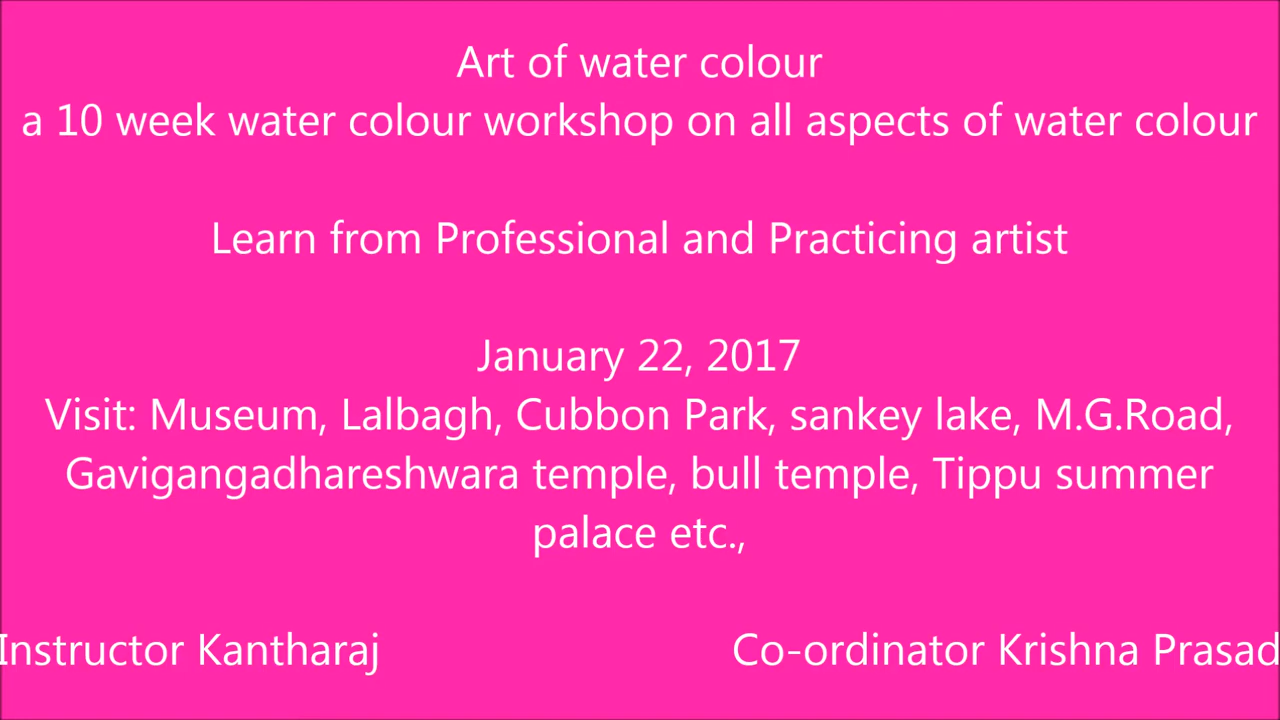 Art of water colour
a 10 week water colour workshop on all aspects of water colour
Learn from Professional and Practicing artist
January 22, 2017
Visit: Museum, Lalbagh, Cubbon Park, sankey lake, M.G.Road,
Gavigangadhareshwara temple, bull temple, Tippu summer
palace etc.,
Instructor Kantharaj Co-ordinator Krishna Prasad